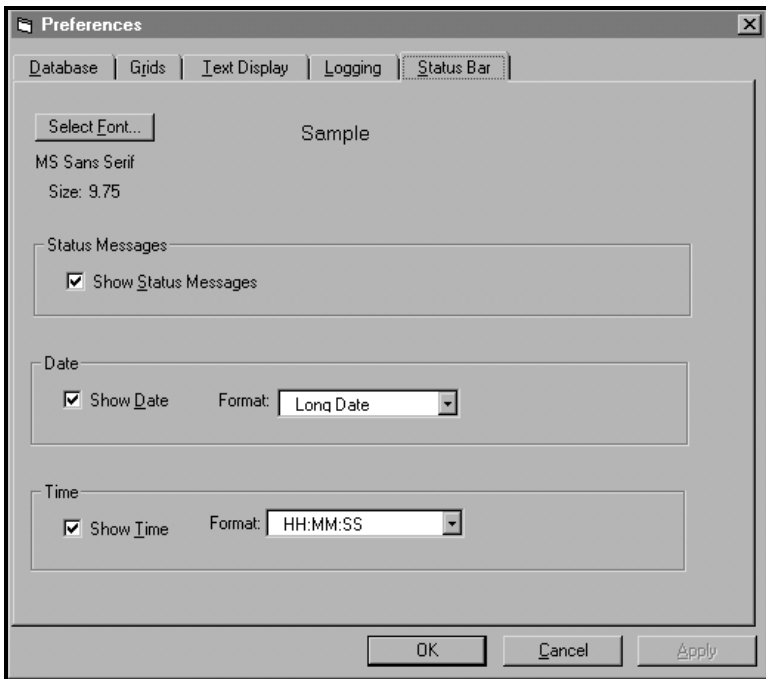 Preferences
Database Grids Text Display Logging Status Bar
Select Font...
Sample
MS Sans Serif
Size: 9.75
Status Messages
Show Status Messages
Date
Show Date Format: Long Date
Time
Show Time Format: HH:MM:SS
OK Cancel Apply